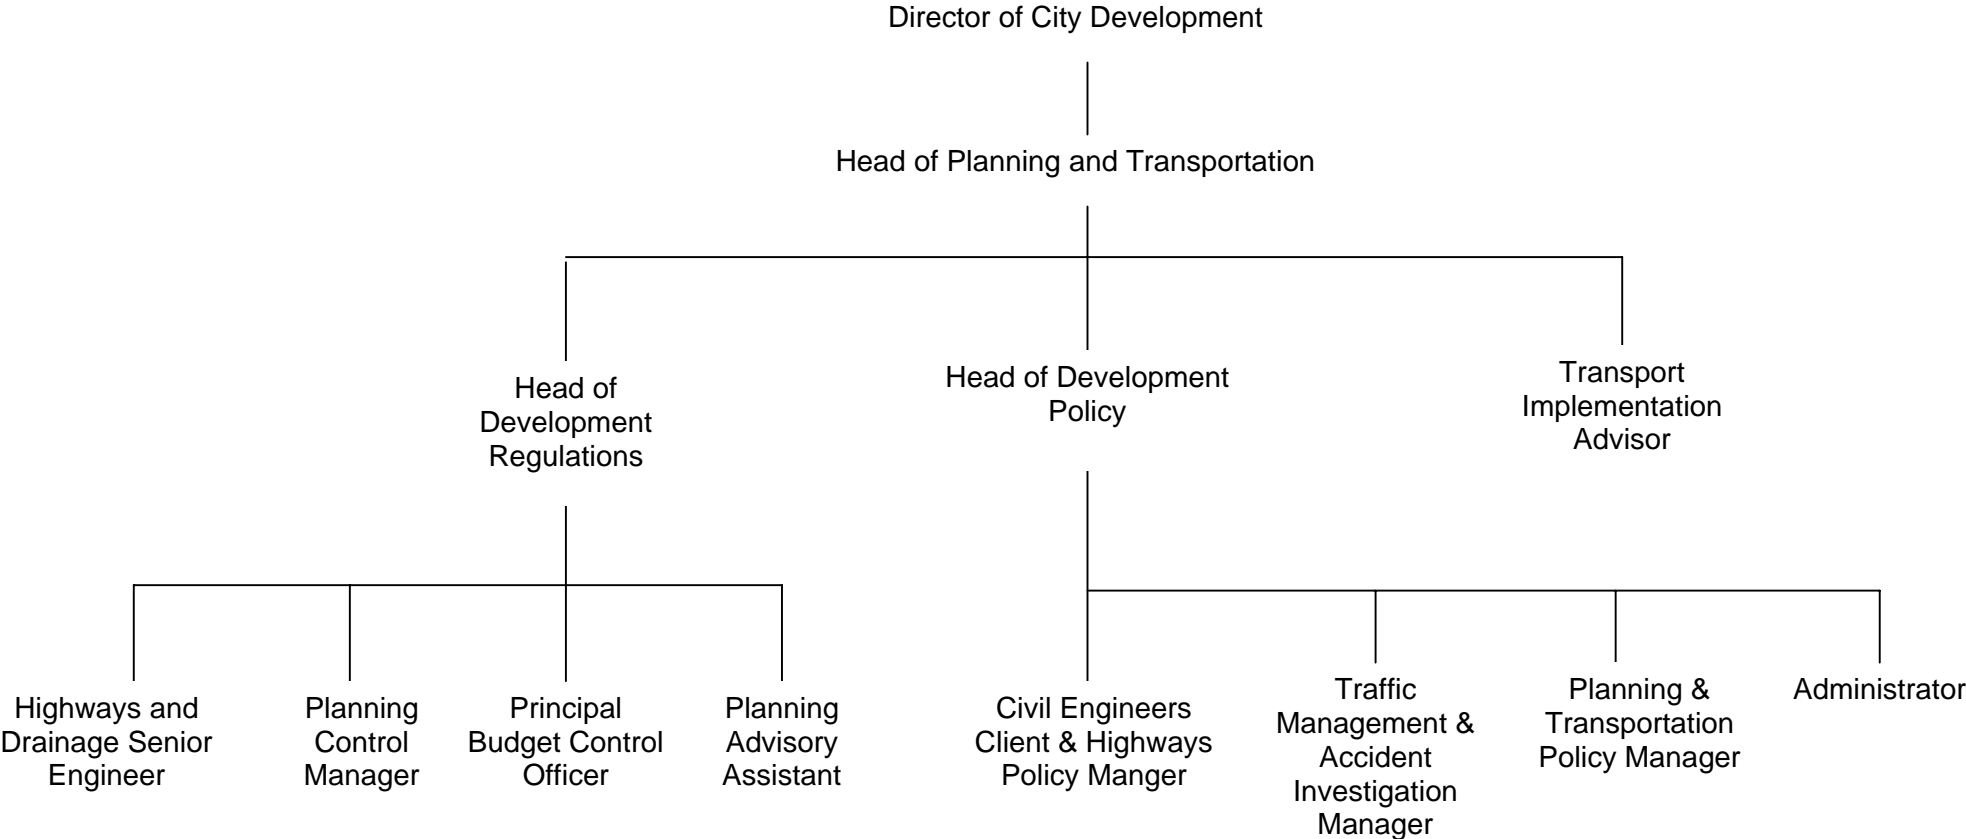 Director of City Development
Head of Planning and Transportation
Head of
Development
Regulations
Head of Development
Policy
Transport
Implementation
Advisor
Highways and
Drainage Senior
Engineer
Planning
Control
Manager
Principal
Budget Control
Officer
Planning
Advisory
Assistant
Civil Engineers
Client & Highways
Policy Manger
Traffic
Management &
Accident
Investigation
Manager
Planning &
Transportation
Policy Manager
Administrator